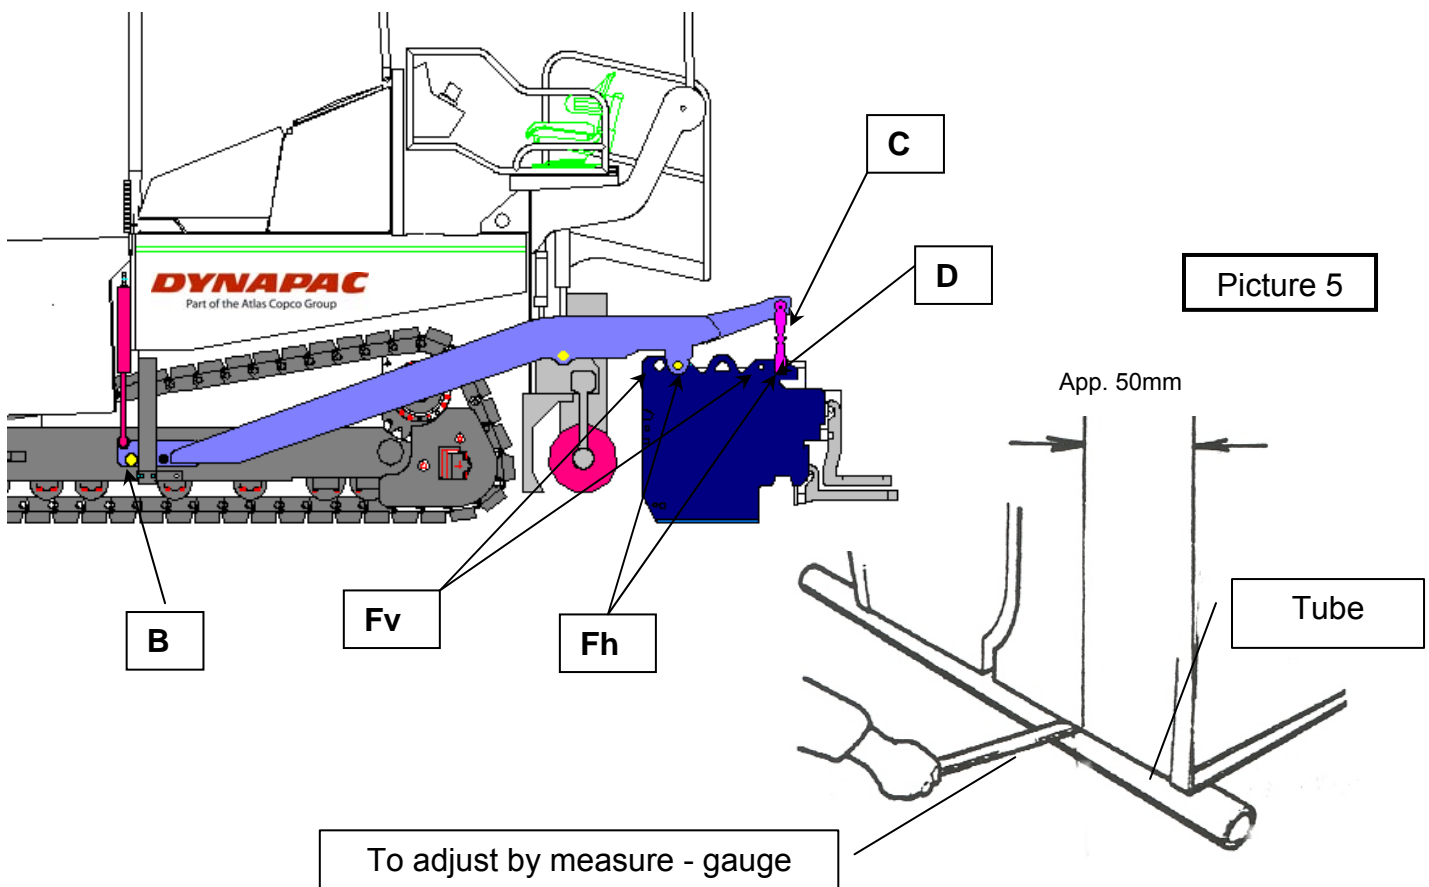 C
D
Picture 5
DYNAPAC
Part of the Atlas Copco Group
App. 50mm
Tube
Fv
B
Fh
To adjust by measure - gauge